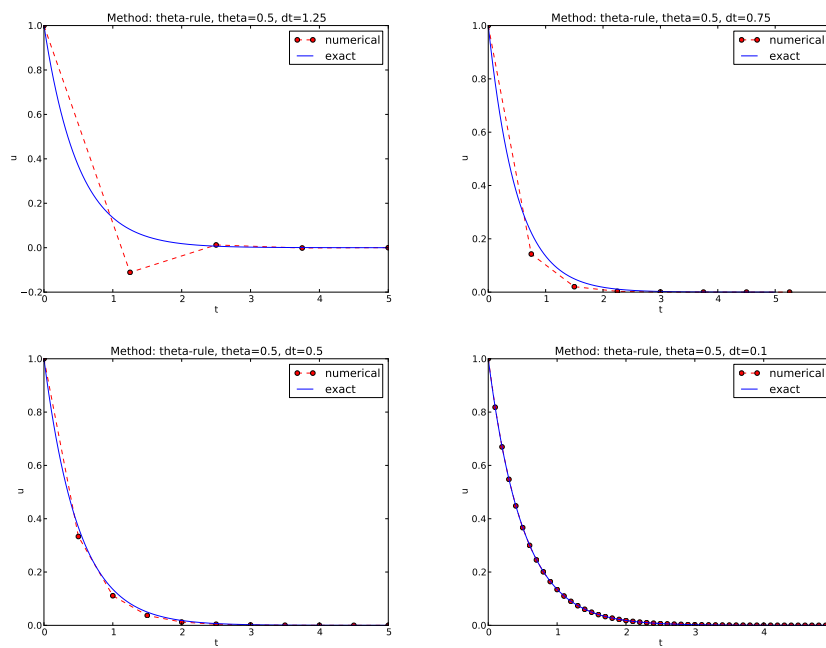 Method: theta-rule, theta=0.5, dt=1.25
1.0
0.8
0.6
0.4
0.2
0.0
−0.2
u
0 1 2 3 4 5
t
numerical
exact
Method: theta-rule, theta=0.5, dt=0.75
1.0
0.8
0.6
0.4
0.2
0.0
u
0 1 2 3 4 5
t
numerical
exact
Method: theta-rule, theta=0.5, dt=0.5
1.0
0.8
0.6
0.4
0.2
0.0
u
0 1 2 3 4 5
t
numerical
exact
Method: theta-rule, theta=0.5, dt=0.1
1.0
0.8
0.6
0.4
0.2
0.0
u
0 1 2 3 4
t
numerical
exact